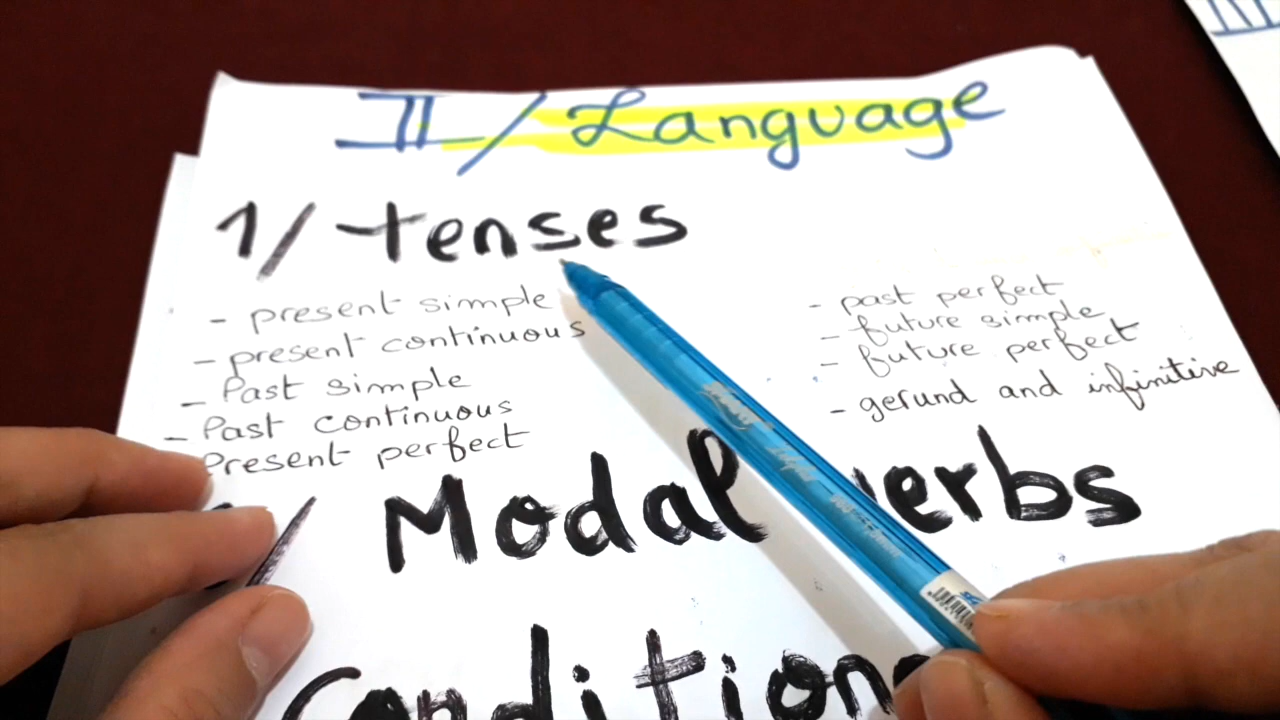 II/ Language
1/ tenses
- present simple
- present continuous
- Past simple
- Past continuous
Present perfect
- past perfect
- future simple
- future perfect
- gerund and infinitive
/ Modal verbs
Condition